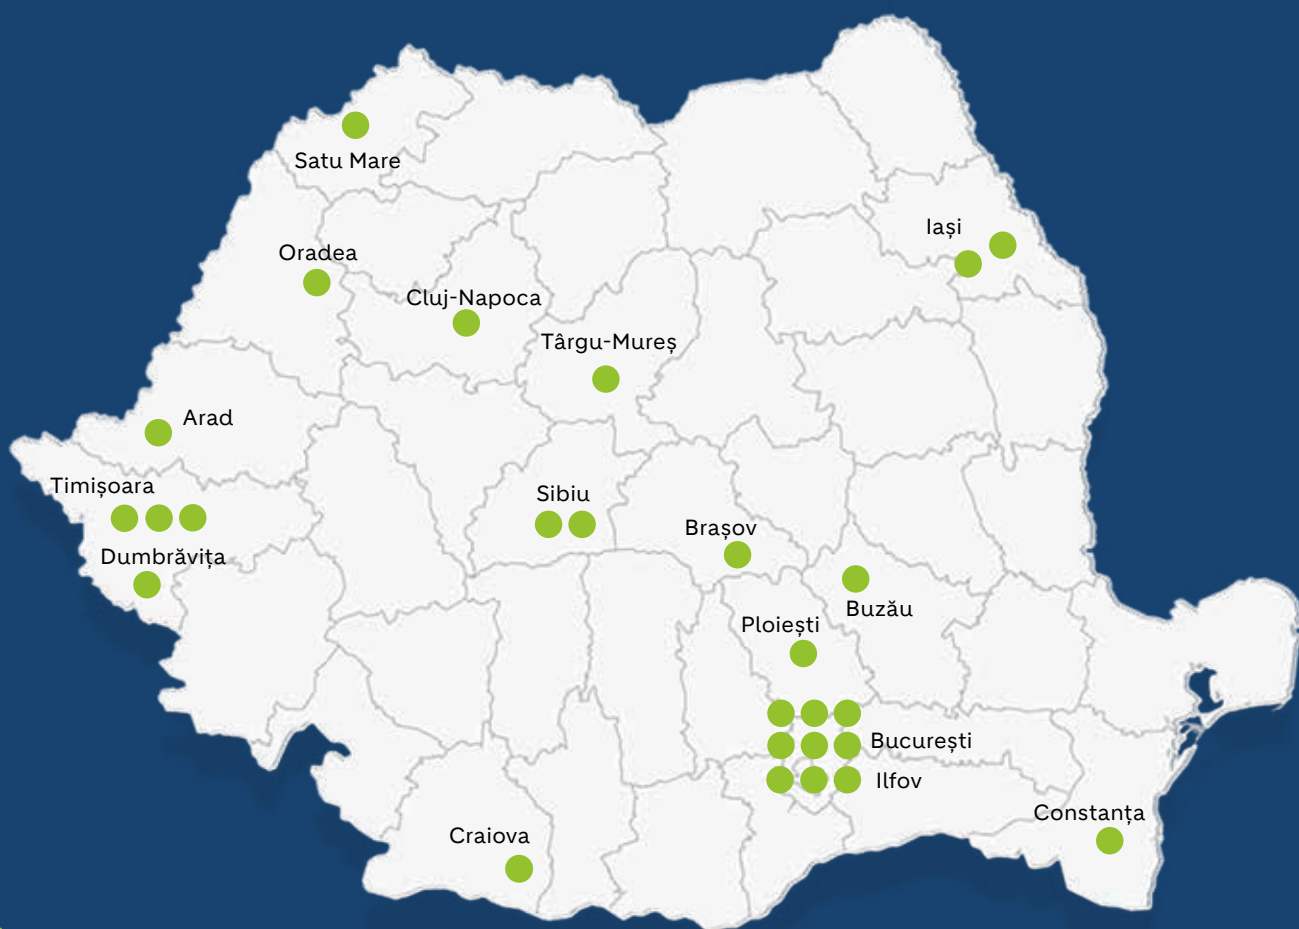 Satu Mare
Iași
Oradea
Cluj-Napoca
Târgu-Mureș
Arad
Timișoara
Sibiu
Brașov
Dumbrăvița
Buzău
Ploiești
București
Ilfov
Constanța
Craiova